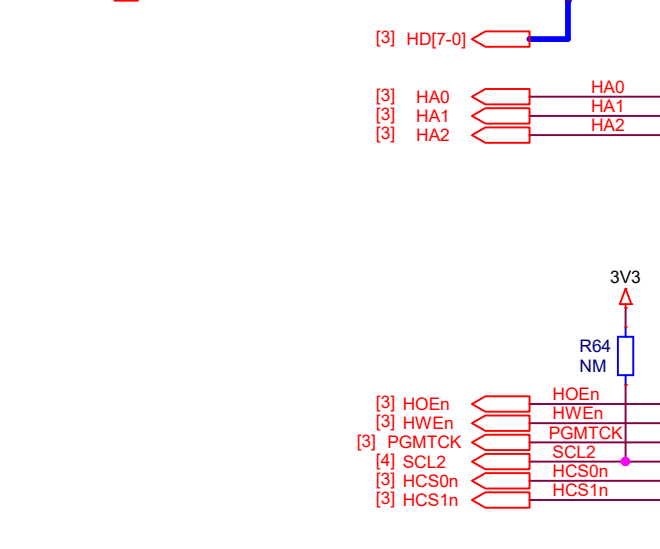 [3] HD[7-0]
[3] HA0 HA0
[3] HA1 HA1
[3] HA2 HA2
3V3
R64
NM
[3] HOEn HOEn
[3] HWEn HWEn
[3] PGMTCK PGMTCK
[4] SCL2 SCL2
[3] HCS0n HCS0n
[3] HCS1n HCS1n